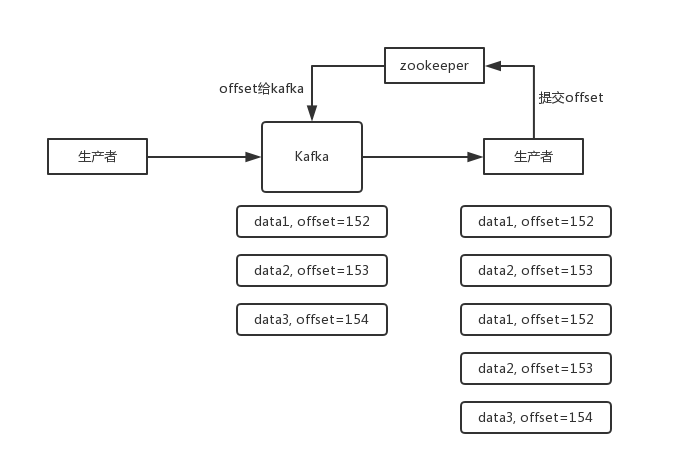 zookeeper
offset给kafka
提交offset
生产者
Kafka
生产者
data1, offset=152
data2, offset=153
data3, offset=154
data1, offset=152
data2, offset=153
data1, offset=152
data2, offset=153
data3, offset=154